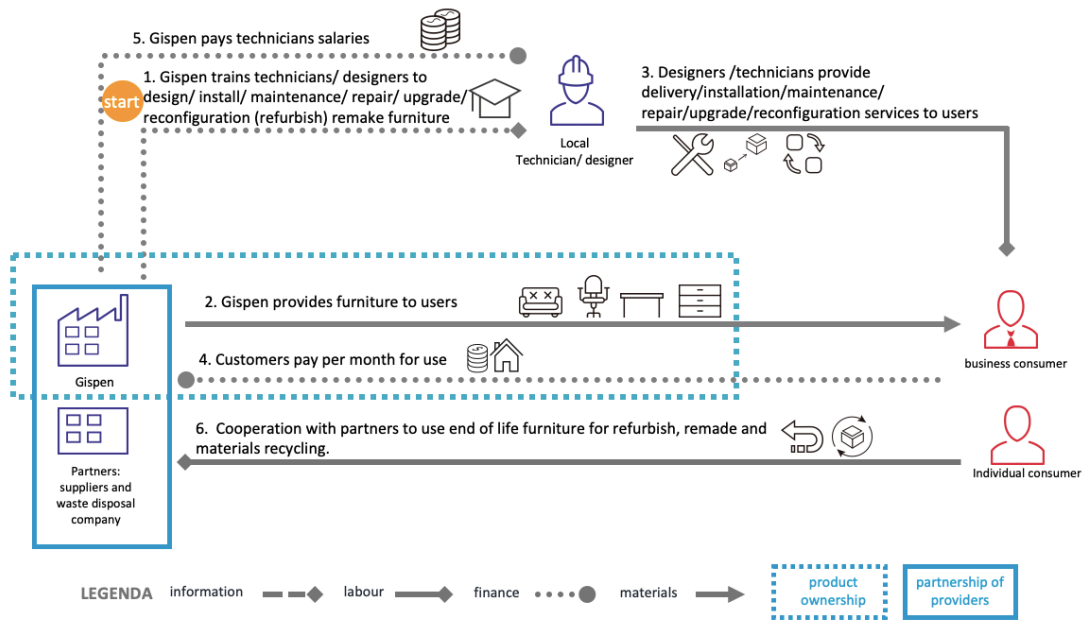 5. Gispen pays technicians salaries
start
1. Gispen trains technicians/ designers to
design/ install/ maintenance/ repair/ upgrade/
reconfiguration (refurbish) remake furniture
Local
Technician/ designer
3. Designers /technicians provide
delivery/installation/maintenance/
repair/upgrade/reconfiguration services to users
2. Gispen provides furniture to users
Gispen
4. Customers pay per month for use
business consumer
6. Cooperation with partners to use end of life furniture for refurbish, remade and
materials recycling.
Partners:
suppliers and
waste disposal
company
Individual consumer
LEGENDA information labour finance materials
product
ownership
partnership of
providers